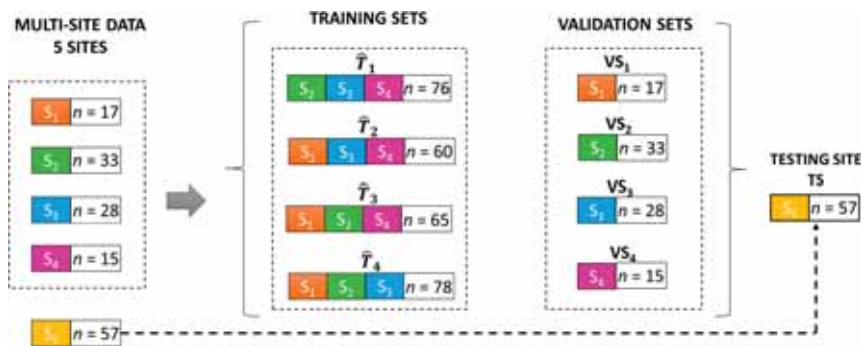 MULTI-SITE DATA
5 SITES
S₁ n = 17
S₂ n = 33
S₃ n = 28
S₄ n = 15
S₅ n = 57
TRAINING SETS
T̂₁
S₂ S₃ S₄ n = 76
T̂₂
S₁ S₃ S₄ n = 60
T̂₃
S₁ S₂ S₄ n = 65
T̂₄
S₁ S₂ S₃ n = 78
VALIDATION SETS
VS₁
S₁ n = 17
VS₂
S₂ n = 33
VS₃
S₃ n = 28
VS₄
S₄ n = 15
TESTING SITE
TS
S₅ n = 57